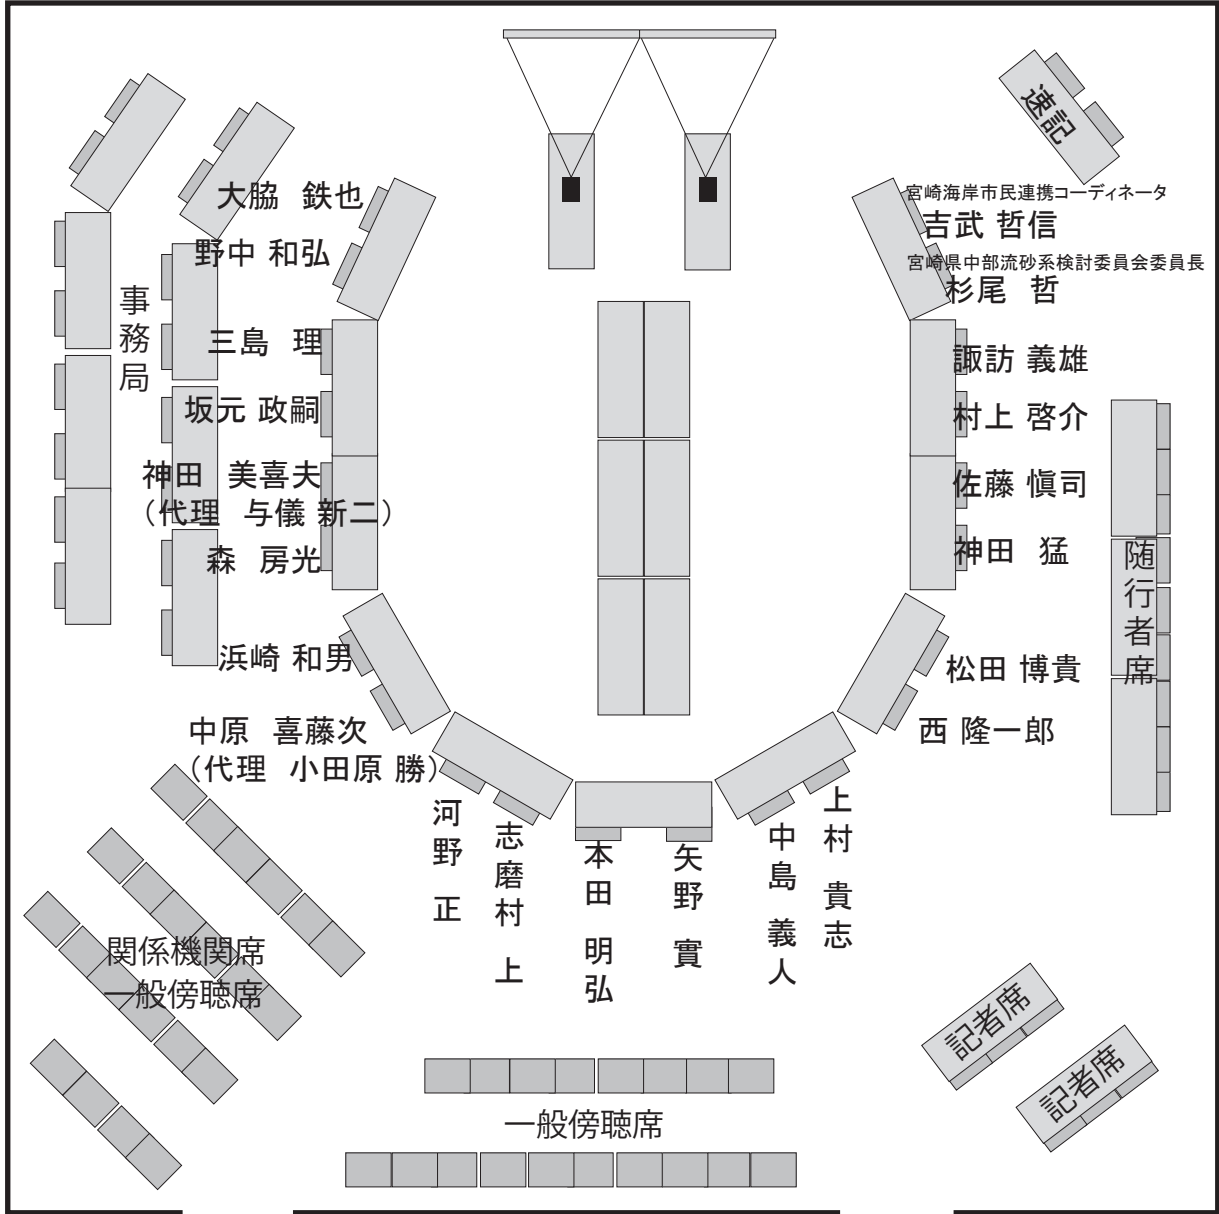 速記
宮崎海岸市民連携コーディネータ
吉武 哲信
宮崎県中部流砂系検討委員会委員長
杉尾 哲
大脇 鉄也
野中 和弘
事務局
三島 理
諏訪 義雄
坂元 政嗣
村上 啓介
神田 美喜夫
（代理 与儀 新二）
佐藤 愼司
森 房光
神田 猛
随行者席
浜崎 和男
松田 博貴
中原 喜藤次
（代理 小田原 勝）
西 隆一郎
河野 正
志磨村 上
本田 明弘
矢野 實
中島 義人
上村 貴志
関係機関席
一般傍聴席
記者席
記者席
一般傍聴席